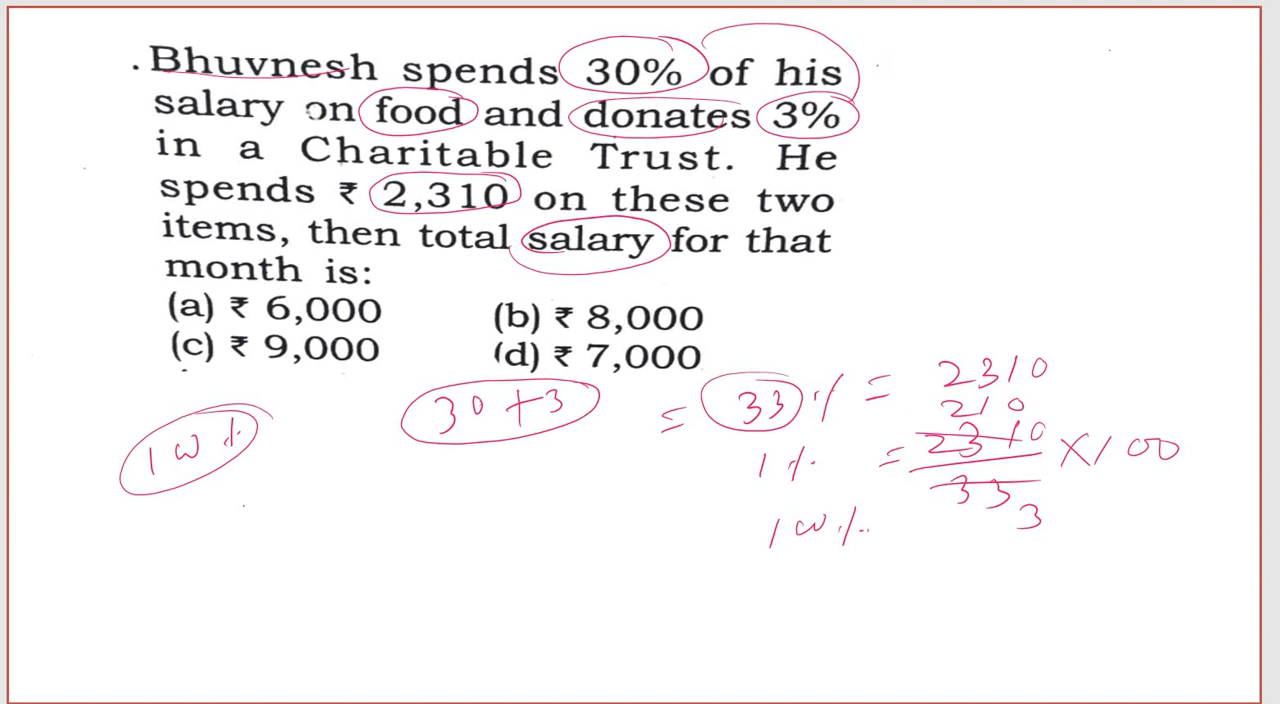 . Bhuvnesh spends 30% of his
salary on food and donates 3%
in a Charitable Trust. He
spends ₹ 2,310 on these two
items, then total salary for that
month is:
(a) ₹ 6,000 (b) ₹ 8,000
(c) ₹ 9,000 (d) ₹ 7,000
100% 30+3 = 33% = 2310
210
1% = 2310 × 100
33
3
100%